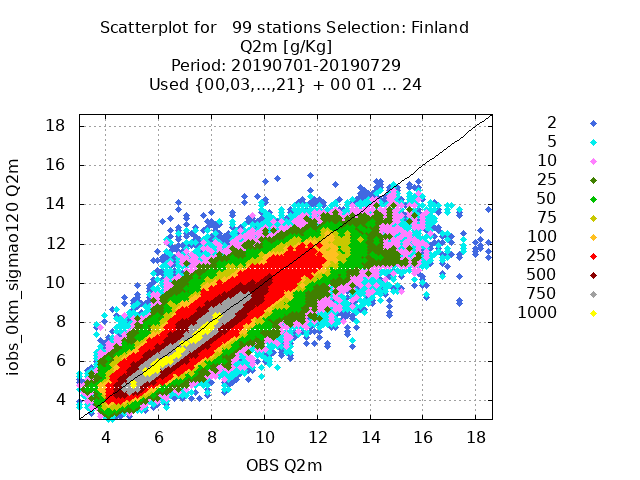 Scatterplot for   99 stations Selection: Finland
Q2m [g/Kg]
Period: 20190701-20190729
Used {00,03,...,21} + 00 01 ... 24
iobs_0km_sigmao120 Q2m
18
16
14
12
10
8
6
4
4 6 8 10 12 14 16 18
OBS Q2m
2
5
10
25
50
75
100
250
500
750
1000